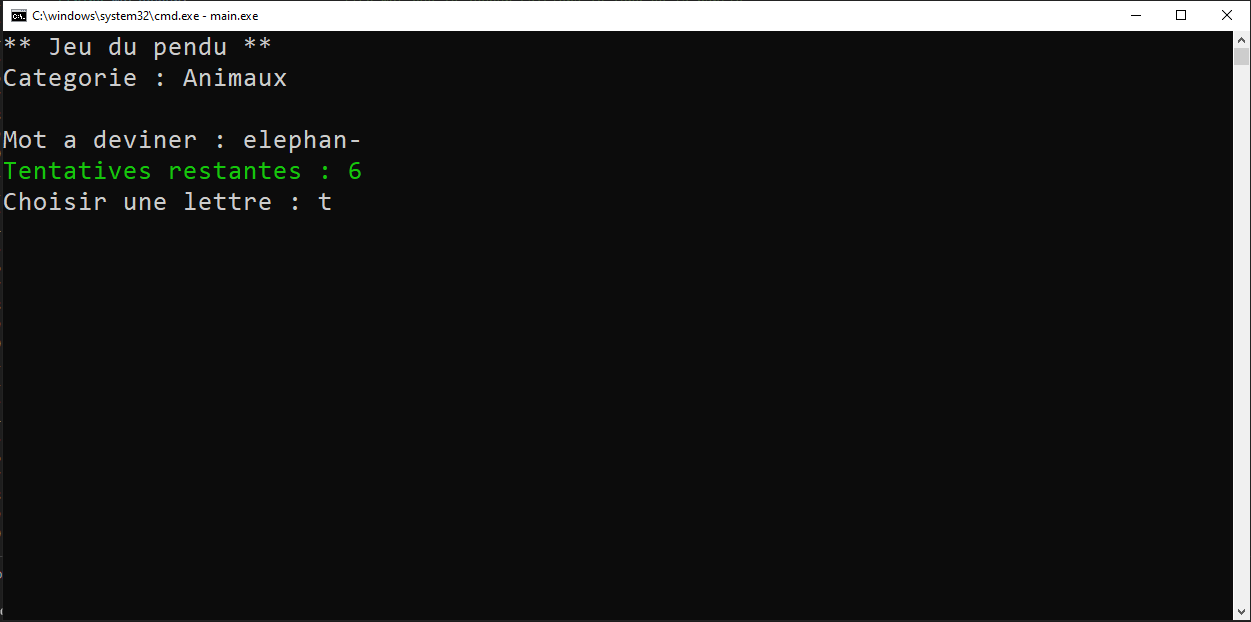 C:\windows\system32\cmd.exe - main.exe
** Jeu du pendu **
Categorie : Animaux
Mot a deviner : elephan-
Tentatives restantes : 6
Choisir une lettre : t